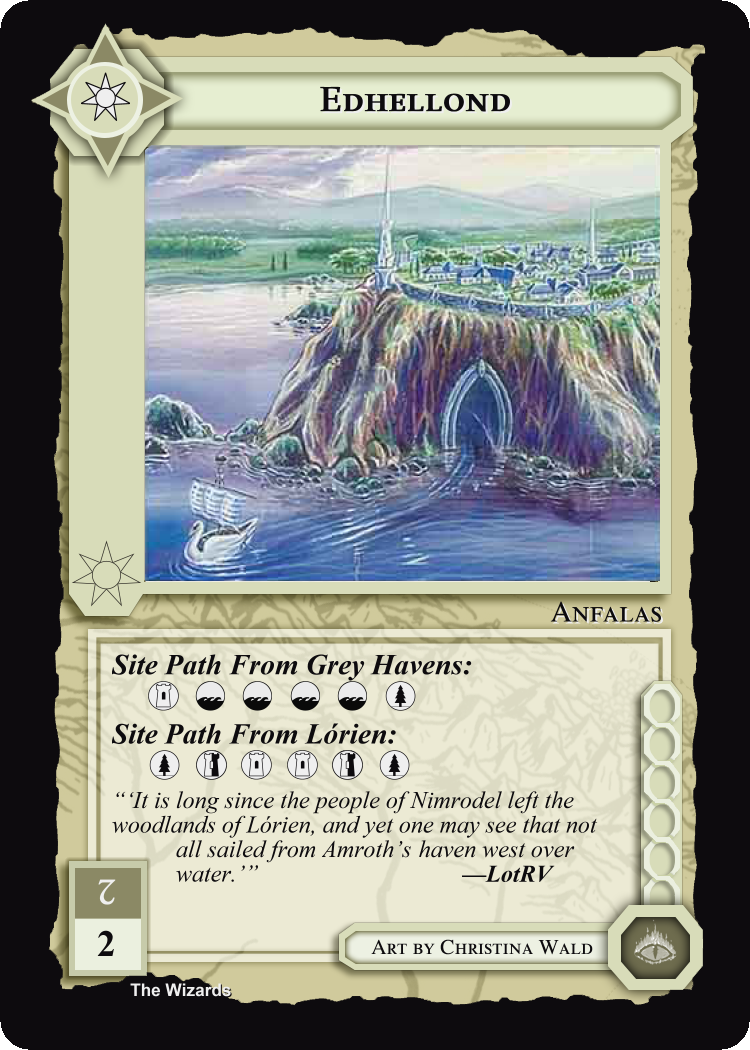 Edhellond
Anfalas
Site Path From Grey Havens:
Site Path From Lórien:
“‘It is long since the people of Nimrodel left the
woodlands of Lórien, and yet one may see that not
all sailed from Amroth’s haven west over
water.’”
—LotRV
2
2
Art by Christina Wald
The Wizards